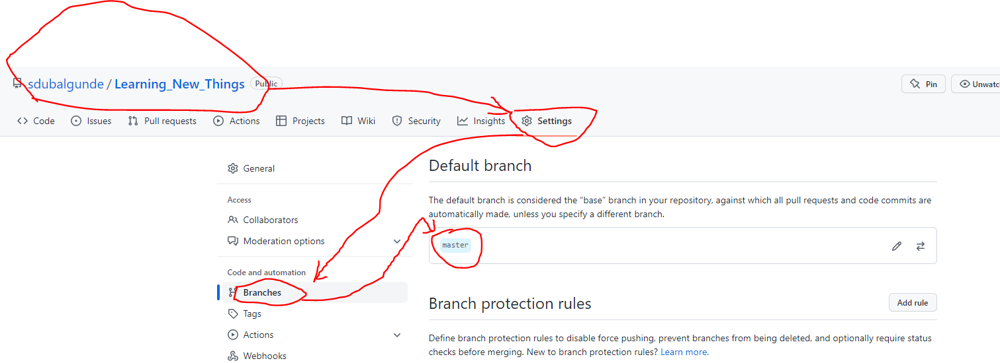 sdubalgunde / Learning_New_Things Public Pin Unwatc
Code Issues Pull requests Actions Projects Wiki Security Insights Settings
General
Access
Collaborators
Moderation options
Code and automation
Branches
Tags
Actions
Webhooks
Default branch
The default branch is considered the “base” branch in your repository, against which all pull requests and code commits are
automatically made, unless you specify a different branch.
master
Branch protection rules Add rule
Define branch protection rules to disable force pushing, prevent branches from being deleted, and optionally require status
checks before merging. New to branch protection rules? Learn more.